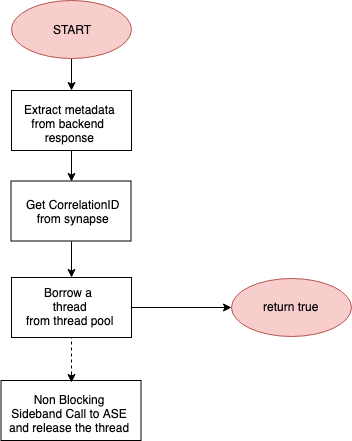 START
Extract metadata
from backend
response
Get CorrelationID
from synapse
Borrow a
thread
from thread pool
return true
Non Blocking
Sideband Call to ASE
and release the thread